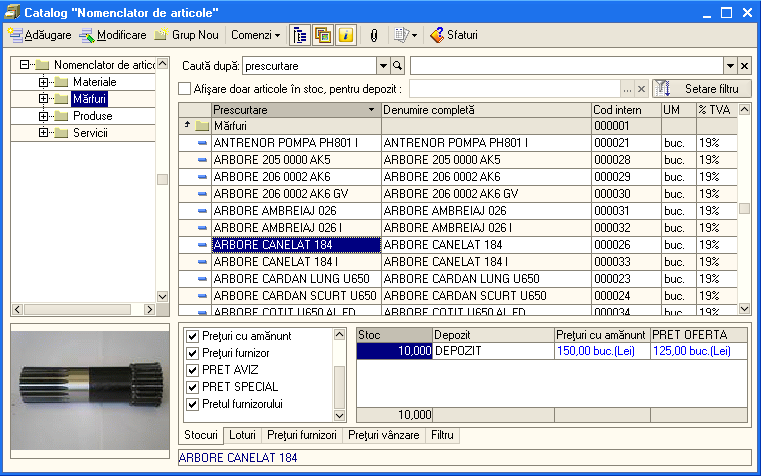 Catalog "Nomenclator de articole"
Adăugare Modificare Grup Nou Comenzi Sfaturi
Nomenclator de artico
Materiale
Mărfuri
Produse
Servicii
Caută după: prescurtare
Afişare doar articole în stoc, pentru depozit : ... Setare filtru
Prescurtare Denumire completă Cod intern UM % TVA
Mărfuri 000001
ANTRENOR POMPA PH801 I ANTRENOR POMPA PH801 I 000021 buc. 19%
ARBORE 205 0000 AK5 ARBORE 205 0000 AK5 000028 buc. 19%
ARBORE 206 0002 AK6 ARBORE 206 0002 AK6 000029 buc. 19%
ARBORE 206 0002 AK6 GV ARBORE 206 0002 AK6 GV 000030 buc. 19%
ARBORE AMBREIAJ 026 ARBORE AMBREIAJ 026 000031 buc. 19%
ARBORE AMBREIAJ 026 I ARBORE AMBREIAJ 026 I 000032 buc. 19%
ARBORE CANELAT 184 ARBORE CANELAT 184 000026 buc. 19%
ARBORE CANELAT 184 I ARBORE CANELAT 184 I 000033 buc. 19%
ARBORE CARDAN LUNG U650 ARBORE CARDAN LUNG U650 000023 buc. 19%
ARBORE CARDAN SCURT U650 ARBORE CARDAN SCURT U650 000024 buc. 19%
ARBORE COTIT U650 AL FD ARBORE COTIT U650 AL FD 000034 buc. 19%
Preţuri cu amănunt
Preţuri furnizor
PRET AVIZ
PRET SPECIAL
Pretul furnizorului
Stoc Depozit Preţuri cu amănunt PRET OFERTA
10,000 DEPOZIT 150,00 buc.(Lei) 125,00 buc.(Lei)
10,000
Stocuri Loturi Preţuri furnizori Preţuri vânzare Filtru
ARBORE CANELAT 184